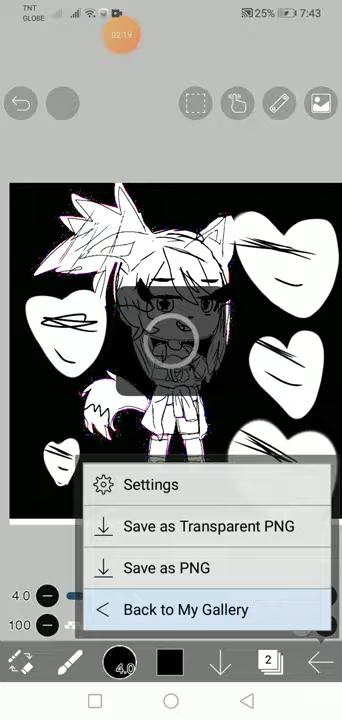 TNT
GLOBE
25%
7:43
02:19
Settings
Save as Transparent PNG
Save as PNG
4.0
100
Back to My Gallery
4.0
2